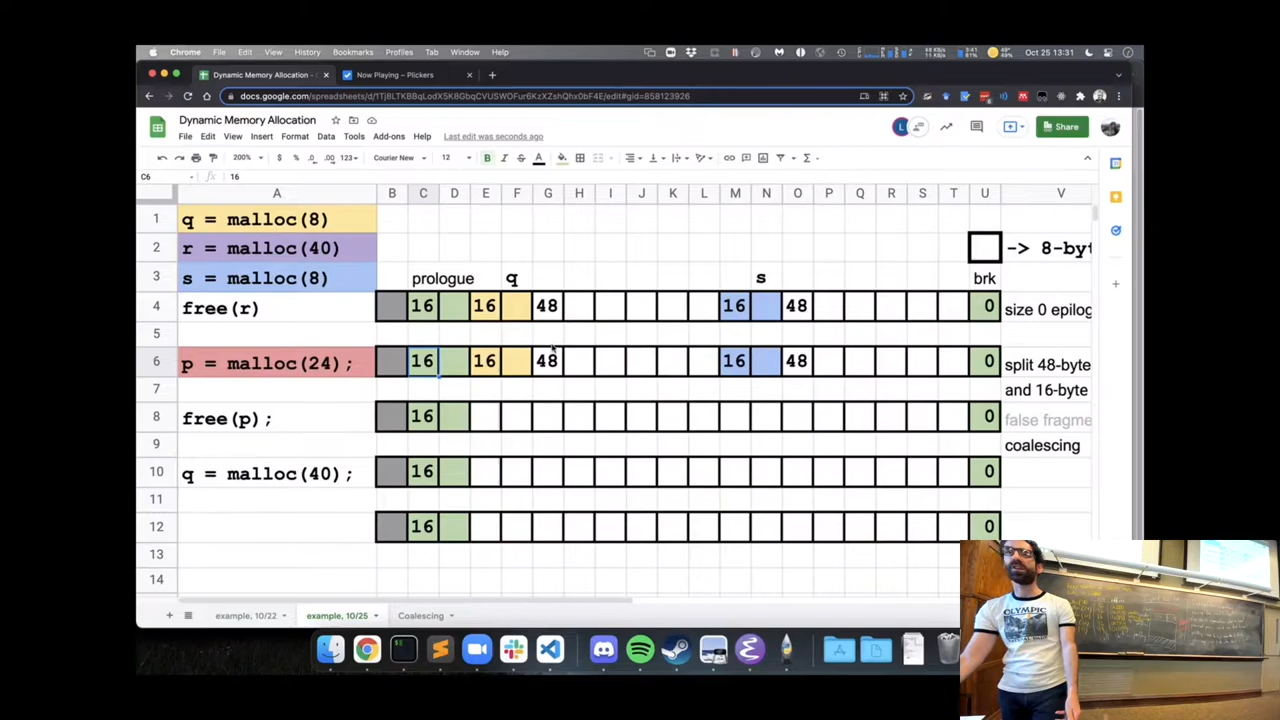 Chrome File Edit View History Bookmarks Profiles Tab Window Help Oct 25 13:31
Dynamic Memory Allocation - Now Playing – Plickers
docs.google.com/spreadsheets/d/1Tj8LTKBBqLodX5K8GbqCVUSWOFur6KzXZshQhx0bF4E/edit#gid=858123926
Dynamic Memory Allocation
File Edit View Insert Format Data Tools Add-ons Help Last edit was seconds ago
Share
200% $ % .0 .00 123 Courier New 12 B I S A
C6 fx 16
A B C D E F G H I J K L M N O P Q R S T U V
1 q = malloc(8)
2 r = malloc(40) -> 8-byt
3 s = malloc(8) prologue q s brk
4 free(r) 16 16 48 16 48 0 size 0 epilog
5
6 p = malloc(24); 16 16 48 16 48 0 split 48-byte
7 and 16-byte
8 free(p); 16 0 false fragme
9 coalescing
10 q = malloc(40); 16 0
11
12 16 0
13
14
example, 10/22 example, 10/25 Coalescing
OLYMPIC